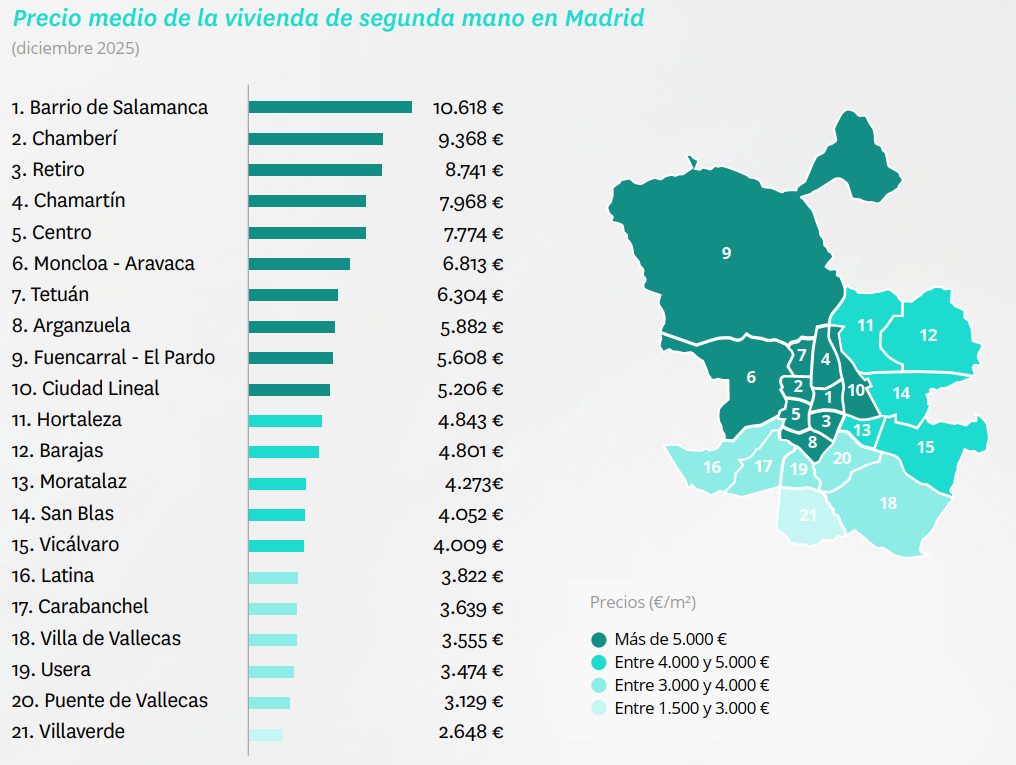 Precio medio de la vivienda de segunda mano en Madrid
(diciembre 2025)
1. Barrio de Salamanca 10.618 €
2. Chamberí 9.368 €
3. Retiro 8.741 €
4. Chamartín 7.968 €
5. Centro 7.774 €
6. Moncloa - Aravaca 6.813 €
7. Tetuán 6.304 €
8. Arganzuela 5.882 €
9. Fuencarral - El Pardo 5.608 €
10. Ciudad Lineal 5.206 €
11. Hortaleza 4.843 €
12. Barajas 4.801 €
13. Moratalaz 4.273€
14. San Blas 4.052 €
15. Vicálvaro 4.009 €
16. Latina 3.822 €
17. Carabanchel 3.639 €
18. Villa de Vallecas 3.555 €
19. Usera 3.474 €
20. Puente de Vallecas 3.129 €
21. Villaverde 2.648 €
9
11
12
7
4
6
2
10
1
14
5
3
13
8
15
16
17
19
20
18
21
Precios (€/m²)
Más de 5.000 €
Entre 4.000 y 5.000 €
Entre 3.000 y 4.000 €
Entre 1.500 y 3.000 €